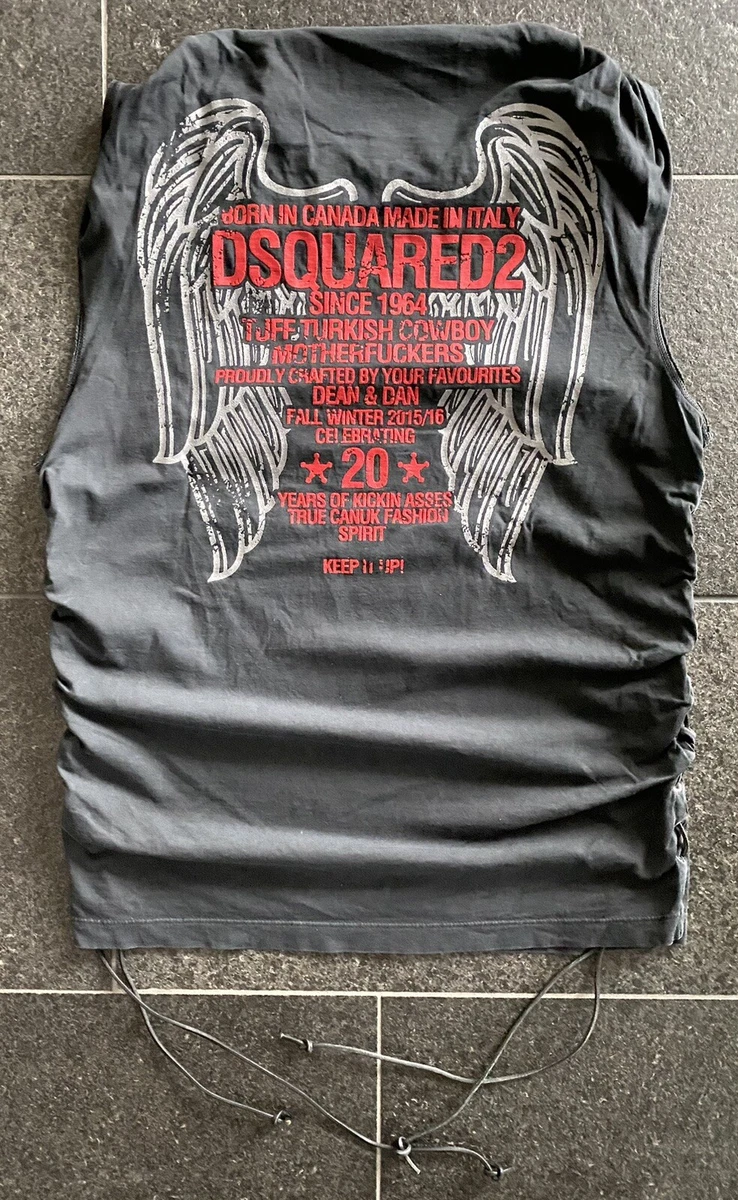 BORN IN CANADA MADE IN ITALY
DSQUARED2
SINCE 1964
TUFF TURKISH COWBOY
MOTHERFUCKERS
PROUDLY CRAFTED BY YOUR FAVOURITES
DEAN & DAN
FALL WINTER 2015/16
CELEBRATING
20
YEARS OF KICKIN ASSES
TRUE CANUK FASHION
SPIRIT
KEEP IT UP!